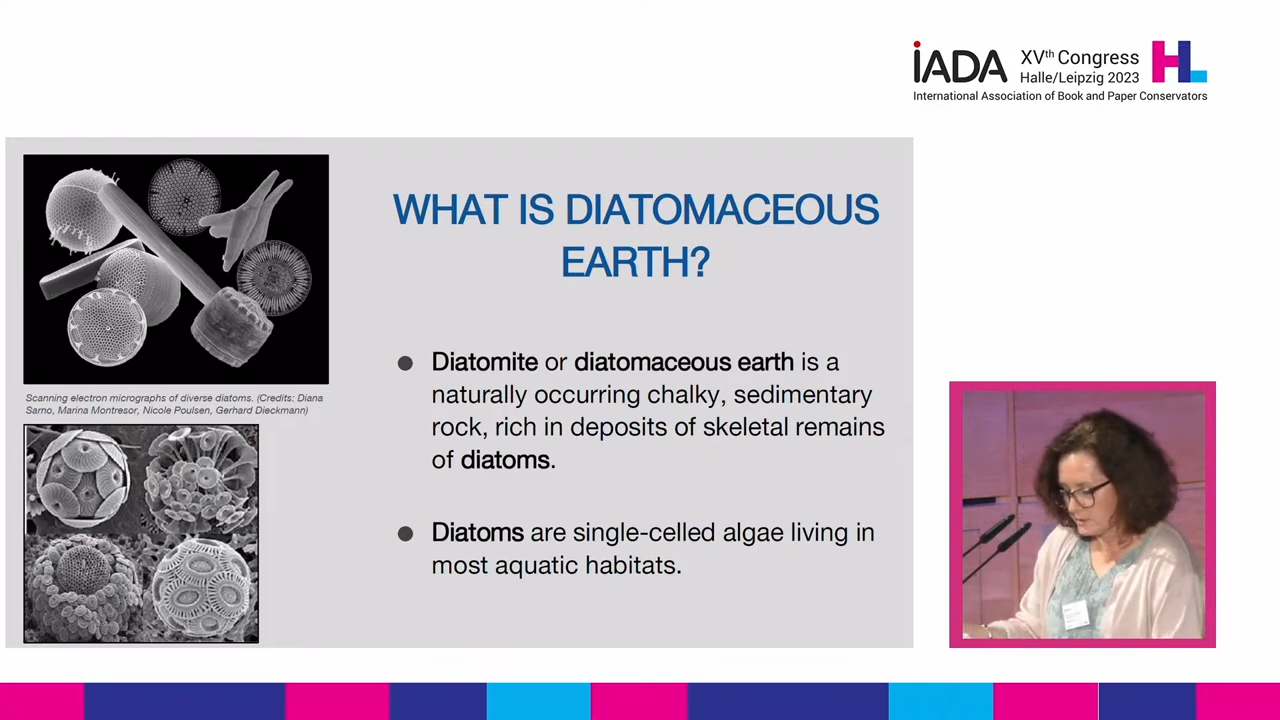 iADA
XVth Congress
Halle/Leipzig 2023
HL
International Association of Book and Paper Conservators
WHAT IS DIATOMACEOUS
EARTH?
● Diatomite or diatomaceous earth is a
naturally occurring chalky, sedimentary
rock, rich in deposits of skeletal remains
of diatoms.
● Diatoms are single-celled algae living in
most aquatic habitats.
Scanning electron micrographs of diverse diatoms. (Credits: Diana
Sarno, Marina Montresor, Nicole Poulsen, Gerhard Dieckmann)